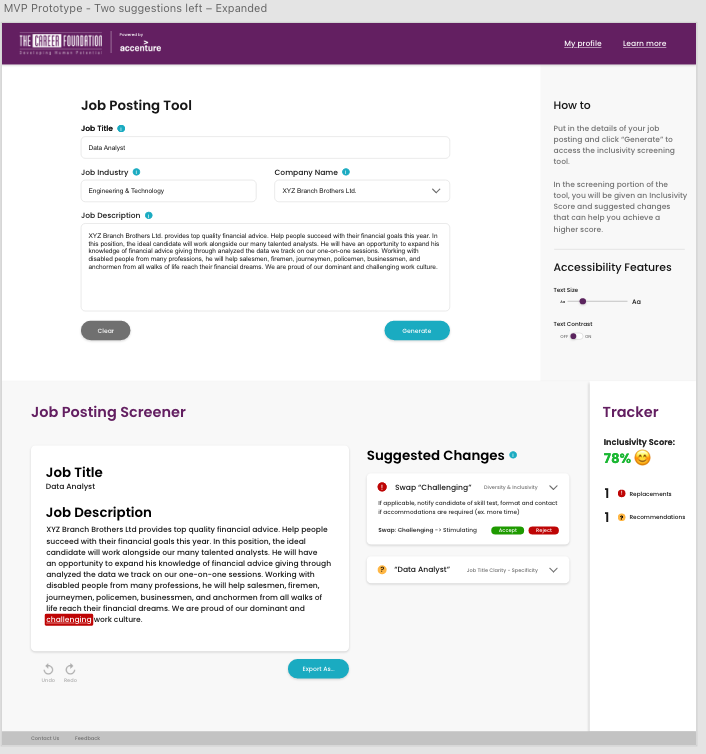 MVP Prototype - Two suggestions left – Expanded
THE CAREER FOUNDATION
Developing Human Potential
Powered by
accenture
My profile
Learn more
Job Posting Tool
Job Title
Data Analyst
Job Industry
Company Name
Engineering & Technology
XYZ Branch Brothers Ltd.
Job Description
XYZ Branch Brothers Ltd. provides top quality financial advice. Help people succeed with their financial goals this year. In
this position, the ideal candidate will work alongside our many talented analysts. He will have an opportunity to expand his
knowledge of financial advice giving through analyzed the data we track on our one-on-one sessions. Working with
disabled people from many professions, he will help salesmen, firemen, journeymen, policemen, businessmen, and
anchormen from all walks of life reach their financial dreams. We are proud of our dominant and challenging work culture.
Clear
Generate
How to
Put in the details of your job
posting and click "Generate" to
access the inclusivity screening
tool.
In the screening portion of the
tool, you will be given an Inclusivity
Score and suggested changes
that can help you achieve a
higher score.
Accessibility Features
Text Size
Aa
Aa
Text Contrast
OFF
ON
Job Posting Screener
Job Title
Data Analyst
Job Description
XYZ Branch Brothers Ltd provides top quality financial advice. Help people
succeed with their financial goals this year. In this position, the ideal
candidate will work alongside our many talented analysts. He will have
an opportunity to expand his knowledge of financial advice giving through
analyzed the data we track on our one-on-one sessions. Working with
disabled people from many professions, he will help salesmen, firemen,
journeymen, policemen, businessmen, and anchormen from all walks of
life reach their financial dreams. We are proud of our dominant and
challenging work culture.
Undo
Redo
Export As..
Suggested Changes
Swap "Challenging"
Diversity & Inclusivity
If applicable, notify candidate of skill test, format and contact
if accommodations are required (ex. more time)
Swap: Challenging -> Stimulating
Accept
Reject
"Data Analyst"
Job Title Clarity - Specificity
Tracker
Inclusivity Score:
78% 😊
1 Replacements
1 Recommendations
Contact Us
Feedback